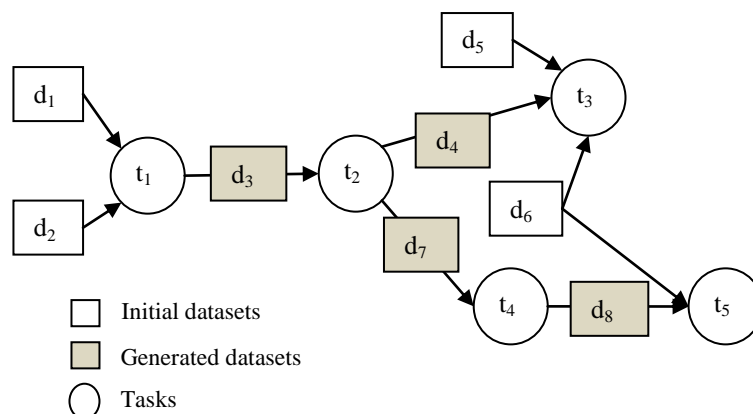 d₅
d₁
t₃
d₄
t₁
d₃
t₂
d₂
d₆
d₇
t₄
d₈
t₅
Initial datasets
Generated datasets
Tasks